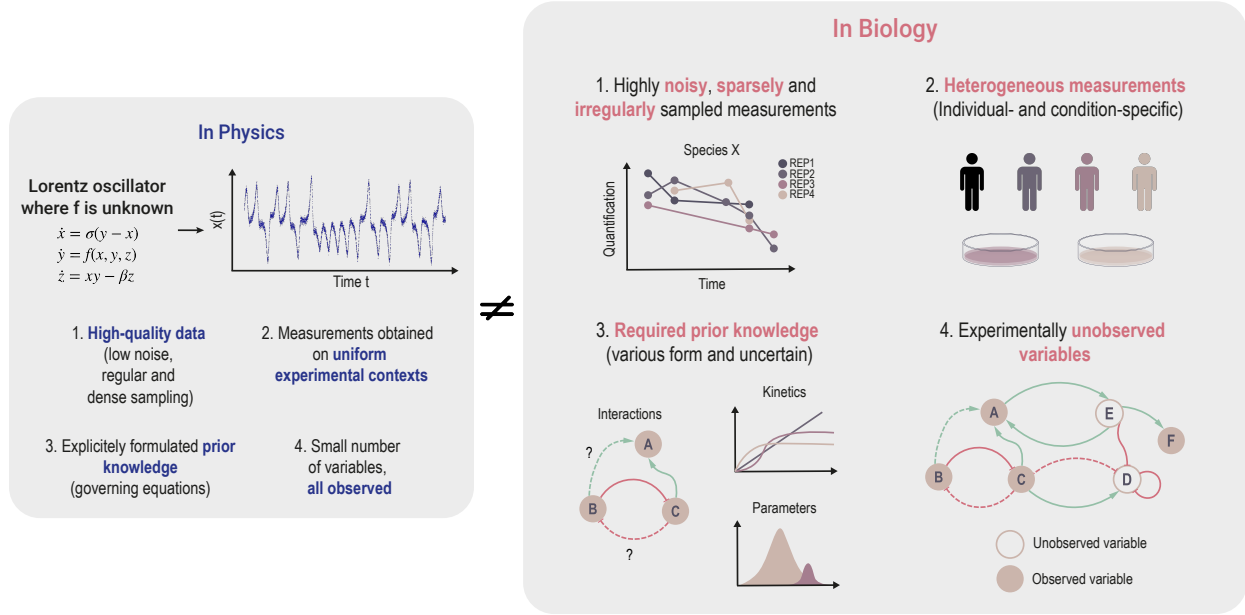 In Physics
Lorentz oscillator
where f is unknown
ẋ = σ(y − x)
ẏ = f(x, y, z)
ż = xy − βz
x(t)
Time t
1. High-quality data
(low noise,
regular and
dense sampling)
2. Measurements obtained
on uniform
experimental contexts
3. Explicitely formulated prior
knowledge
(governing equations)
4. Small number
of variables,
all observed
≠
In Biology
1. Highly noisy, sparsely and
irregularly sampled measurements
Species X
REP1
REP2
REP3
REP4
Quantification
Time
2. Heterogeneous measurements
(Individual- and condition-specific)
3. Required prior knowledge
(various form and uncertain)
Interactions
?
A
B
C
?
Kinetics
Parameters
4. Experimentally unobserved
variables
A
E
F
B
C
D
Unobserved variable
Observed variable